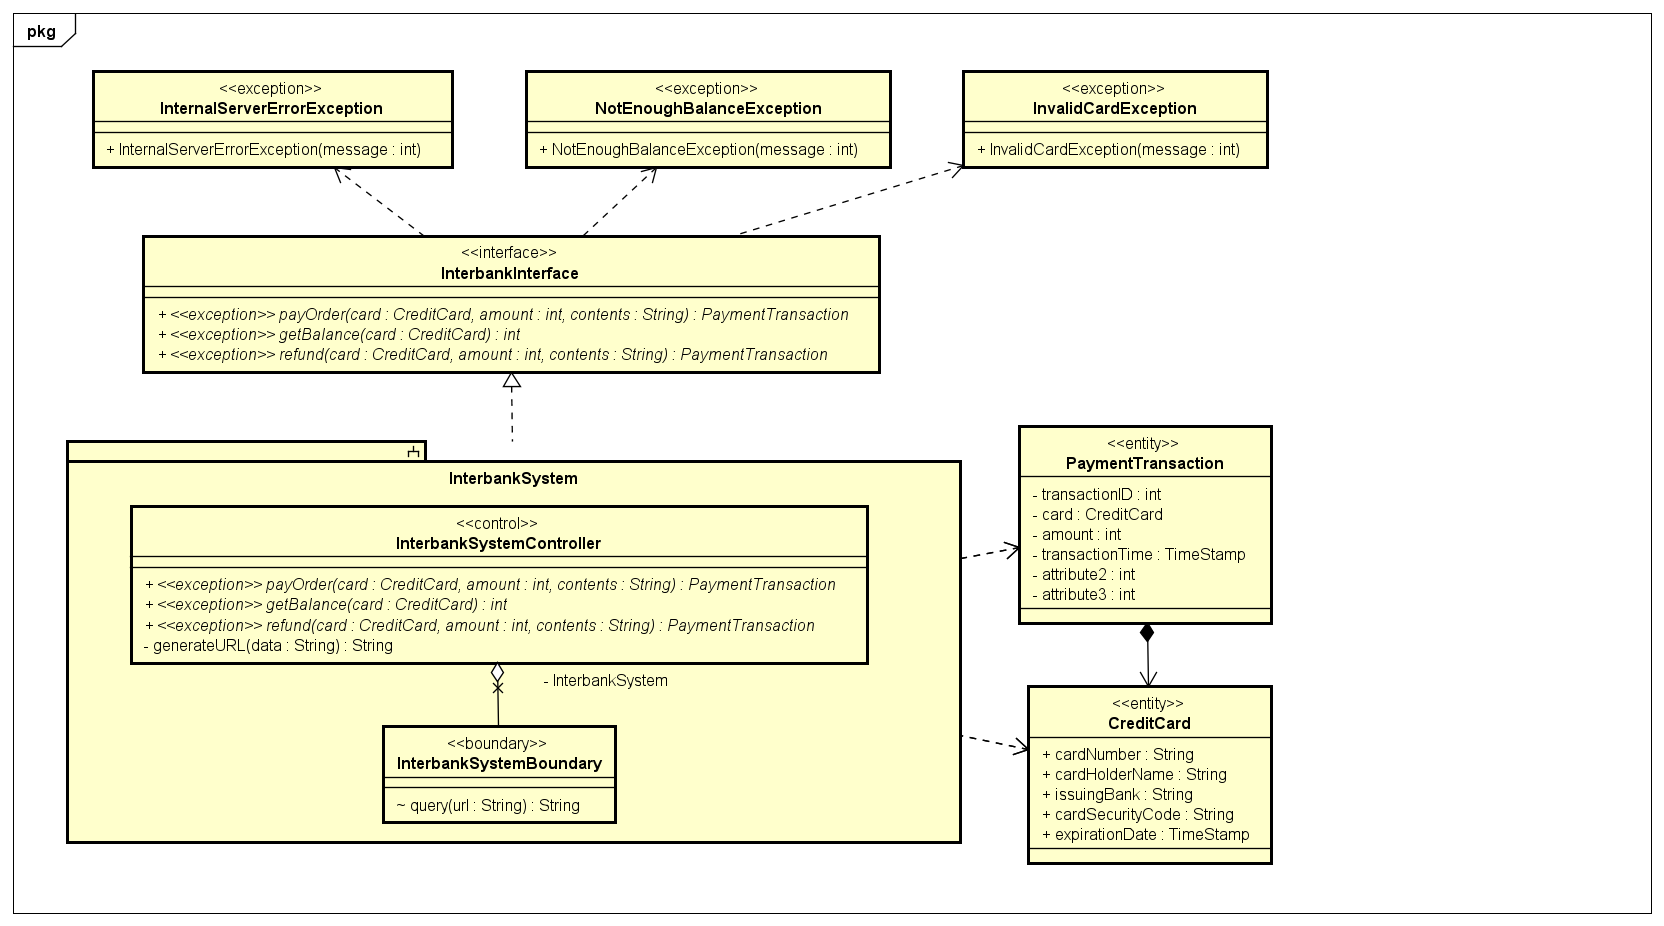 pkg
<<exception>>
InternalServerErrorException
+ InternalServerErrorException(message : int)
<<exception>>
NotEnoughBalanceException
+ NotEnoughBalanceException(message : int)
<<exception>>
InvalidCardException
+ InvalidCardException(message : int)
<<interface>>
InterbankInterface
+ <<exception>> payOrder(card : CreditCard, amount : int, contents : String) : PaymentTransaction
+ <<exception>> getBalance(card : CreditCard) : int
+ <<exception>> refund(card : CreditCard, amount : int, contents : String) : PaymentTransaction
InterbankSystem
<<control>>
InterbankSystemController
+ <<exception>> payOrder(card : CreditCard, amount : int, contents : String) : PaymentTransaction
+ <<exception>> getBalance(card : CreditCard) : int
+ <<exception>> refund(card : CreditCard, amount : int, contents : String) : PaymentTransaction
- generateURL(data : String) : String
- InterbankSystem
<<boundary>>
InterbankSystemBoundary
~ query(url : String) : String
<<entity>>
PaymentTransaction
- transactionID : int
- card : CreditCard
- amount : int
- transactionTime : TimeStamp
- attribute2 : int
- attribute3 : int
<<entity>>
CreditCard
+ cardNumber : String
+ cardHolderName : String
+ issuingBank : String
+ cardSecurityCode : String
+ expirationDate : TimeStamp